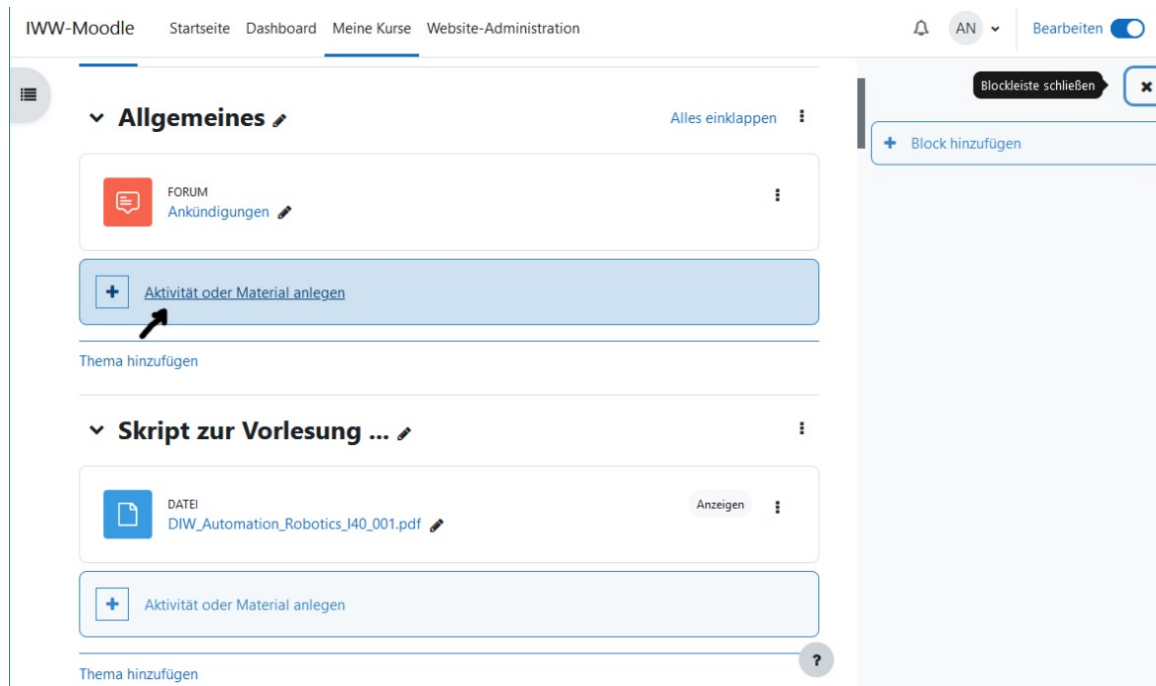 IWW-Moodle Startseite Dashboard Meine Kurse Website-Administration AN Bearbeiten
Blockleiste schließen
Allgemeines Alles einklappen
Block hinzufügen
FORUM
Ankündigungen
Aktivität oder Material anlegen
Thema hinzufügen
Skript zur Vorlesung ...
DATEI Anzeigen
DIW_Automation_Robotics_I40_001.pdf
Aktivität oder Material anlegen
?
Thema hinzufügen